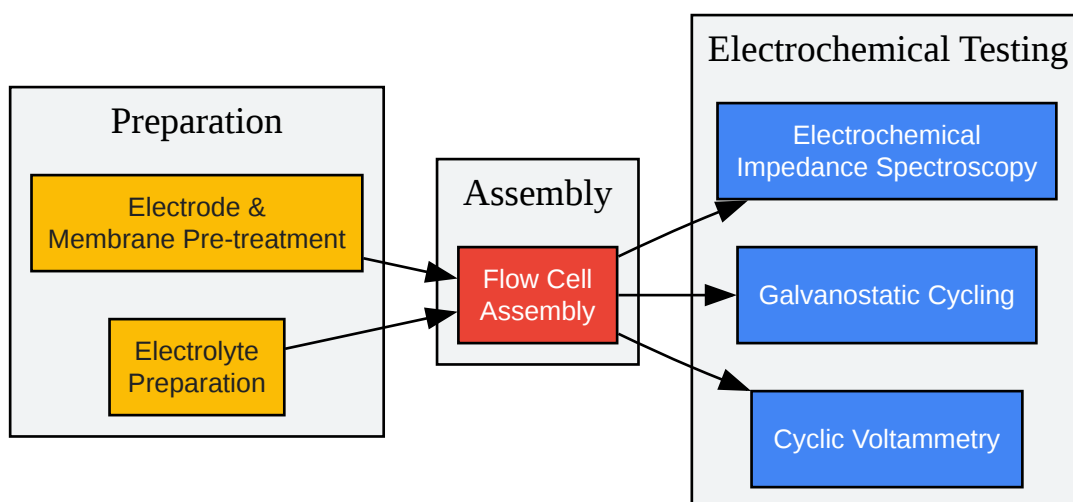 Preparation
Electrode &
Membrane Pre-treatment
Electrolyte
Preparation
Assembly
Flow Cell
Assembly
Electrochemical Testing
Electrochemical
Impedance Spectroscopy
Galvanostatic Cycling
Cyclic Voltammetry